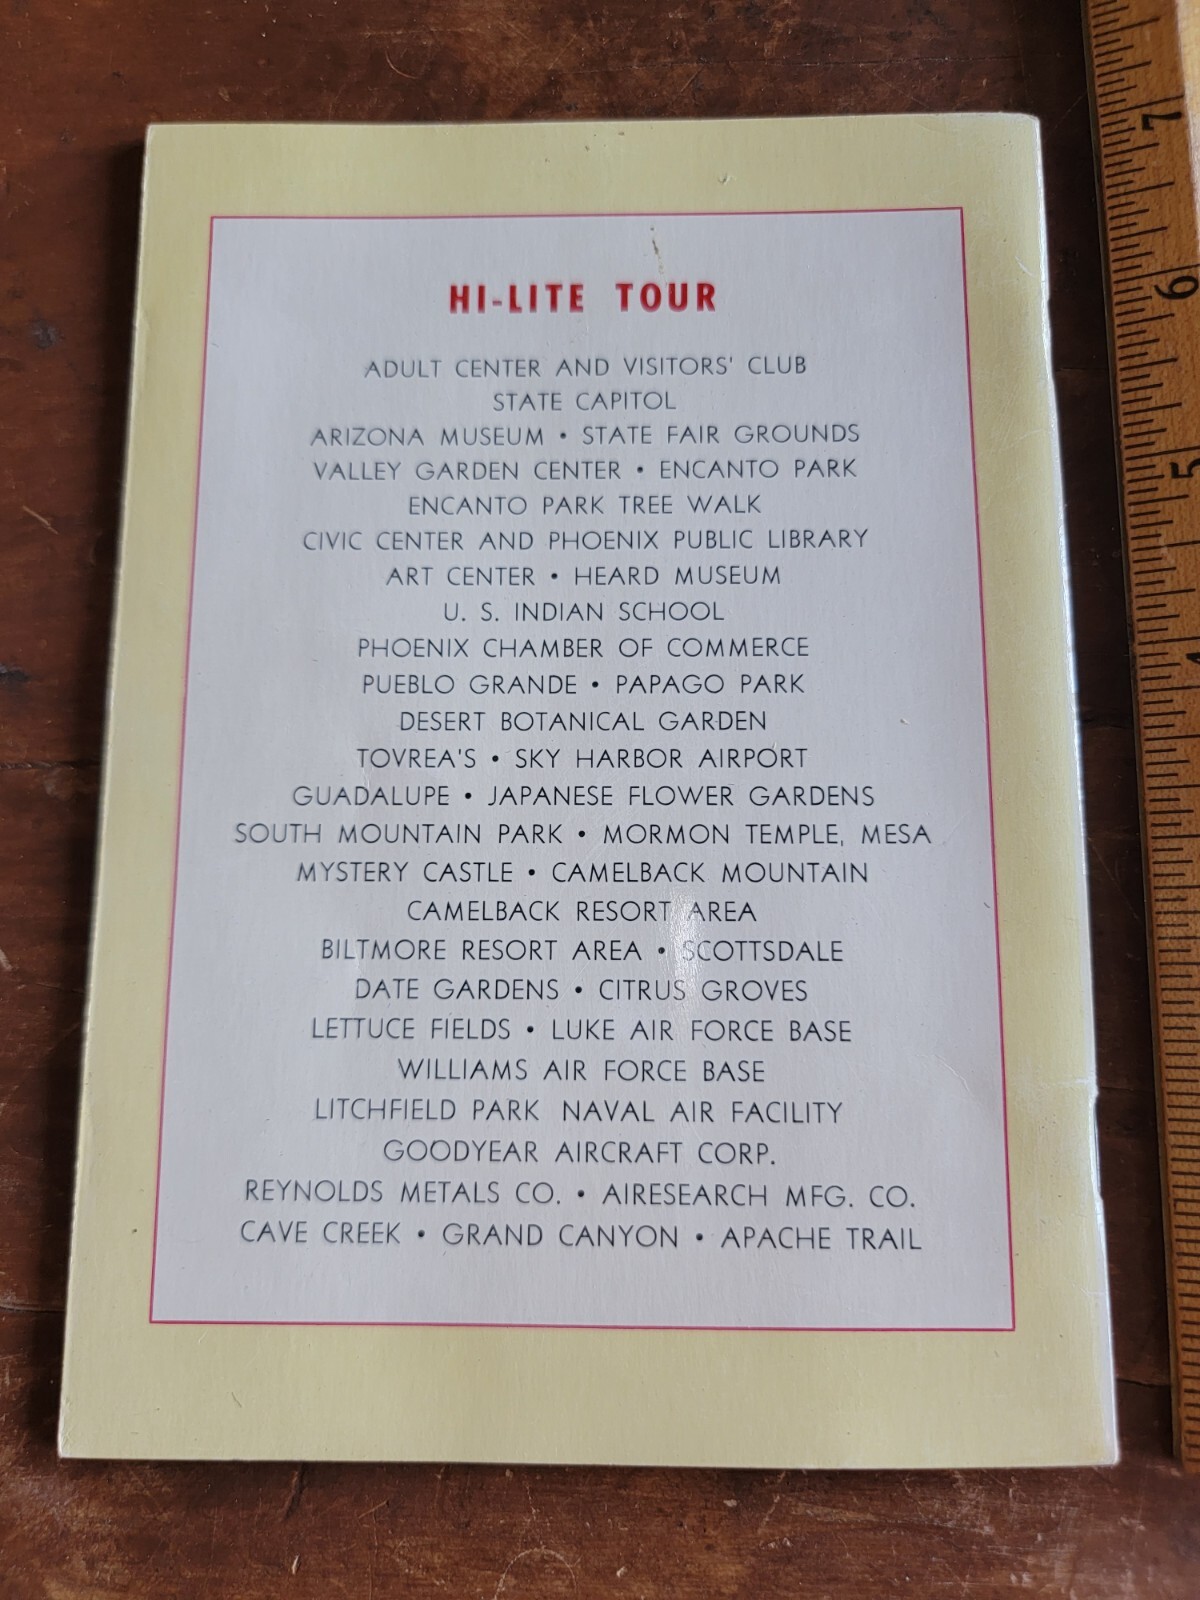 HI-LITE TOUR
ADULT CENTER AND VISITORS' CLUB
STATE CAPITOL
ARIZONA MUSEUM • STATE FAIR GROUNDS
VALLEY GARDEN CENTER • ENCANTO PARK
ENCANTO PARK TREE WALK
CIVIC CENTER AND PHOENIX PUBLIC LIBRARY
ART CENTER • HEARD MUSEUM
U. S. INDIAN SCHOOL
PHOENIX CHAMBER OF COMMERCE
PUEBLO GRANDE • PAPAGO PARK
DESERT BOTANICAL GARDEN
TOVREA'S • SKY HARBOR AIRPORT
GUADALUPE • JAPANESE FLOWER GARDENS
SOUTH MOUNTAIN PARK • MORMON TEMPLE, MESA
MYSTERY CASTLE • CAMELBACK MOUNTAIN
CAMELBACK RESORT AREA
BILTMORE RESORT AREA • SCOTTSDALE
DATE GARDENS • CITRUS GROVES
LETTUCE FIELDS • LUKE AIR FORCE BASE
WILLIAMS AIR FORCE BASE
LITCHFIELD PARK NAVAL AIR FACILITY
GOODYEAR AIRCRAFT CORP.
REYNOLDS METALS CO. • AIRESEARCH MFG. CO.
CAVE CREEK • GRAND CANYON • APACHE TRAIL
7
6
5
4